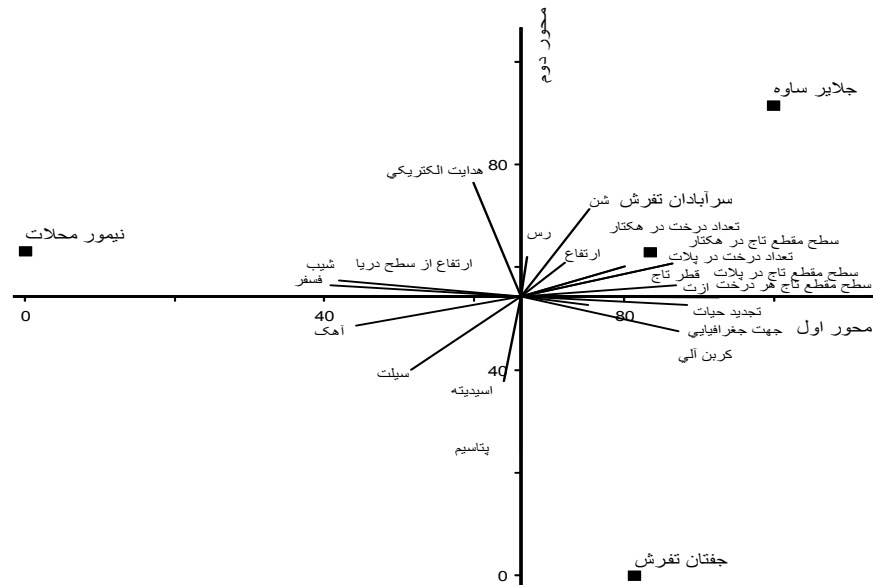 محور دوم
جلاير ساوه
80
هدايت الكتريكي
شن
سرآبادان تفرش
تعداد درخت در هكتار
رس
نيمور محلات
سطح مقطع تاج در هكتار
ارتفاع
تعداد درخت در پلات
ارتفاع از سطح دريا
شيب
قطر تاج
سطح مقطع تاج در پلات
فسفر
ازت
سطح مقطع تاج هر درخت
0
40
80
تجديد حيات
محور اول
جهت جغرافيايي
آهک
كربن آلي
سيلت
40
اسيديته
پتاسيم
جفتان تفرش
0